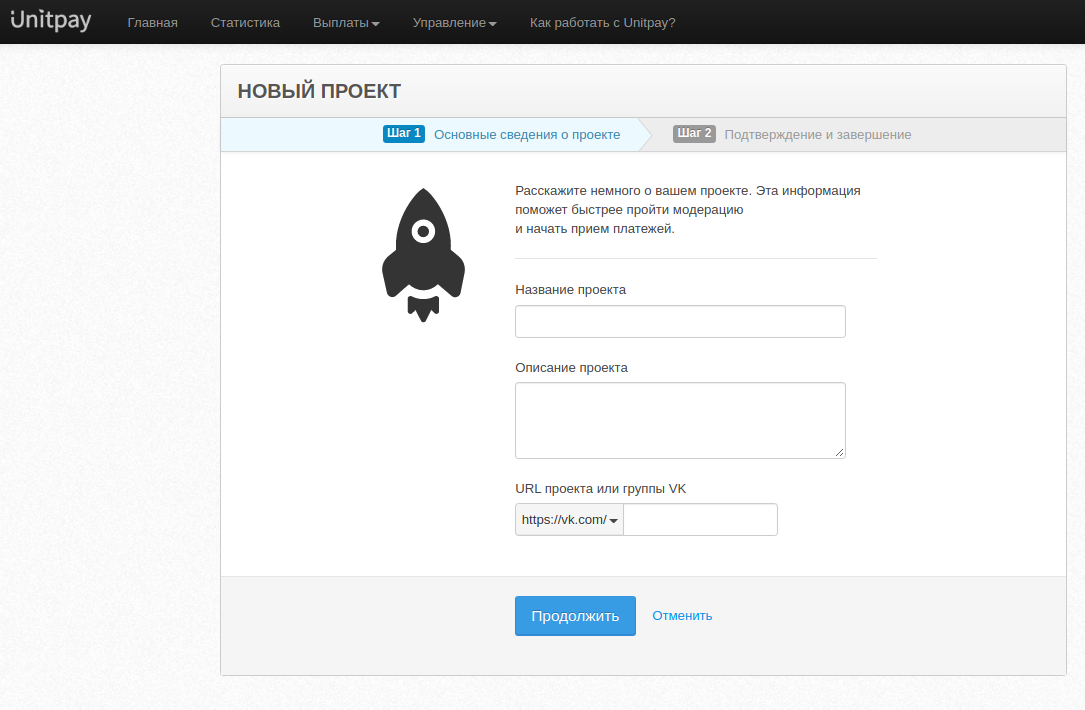 Unitpay Главная Статистика Выплаты Управление Как работать с Unitpay?
НОВЫЙ ПРОЕКТ
Шаг 1 Основные сведения о проекте Шаг 2 Подтверждение и завершение
Расскажите немного о вашем проекте. Эта информация
поможет быстрее пройти модерацию
и начать прием платежей.
Название проекта
Описание проекта
URL проекта или группы VK
https://vk.com/
Продолжить Отменить